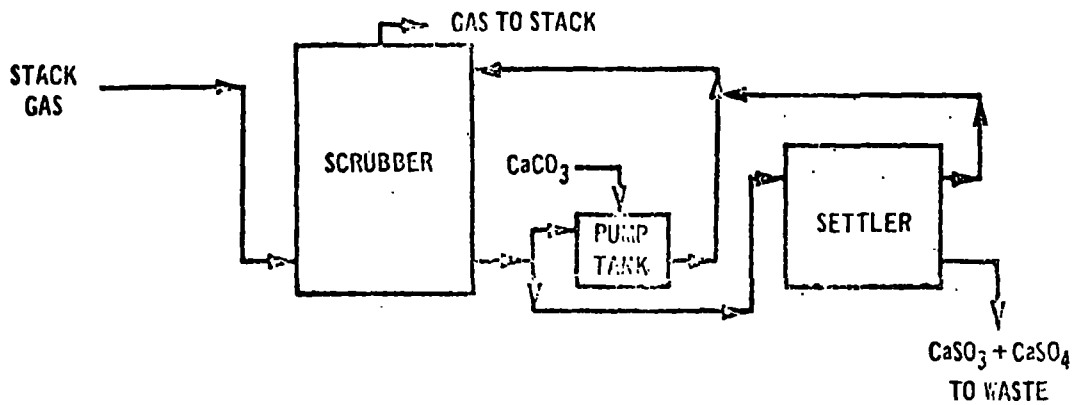 GAS TO STACK
STACK
GAS
SCRUBBER
CaCO3
PUMP
TANK
SETTLER
CaSO3 + CaSO4
TO WASTE